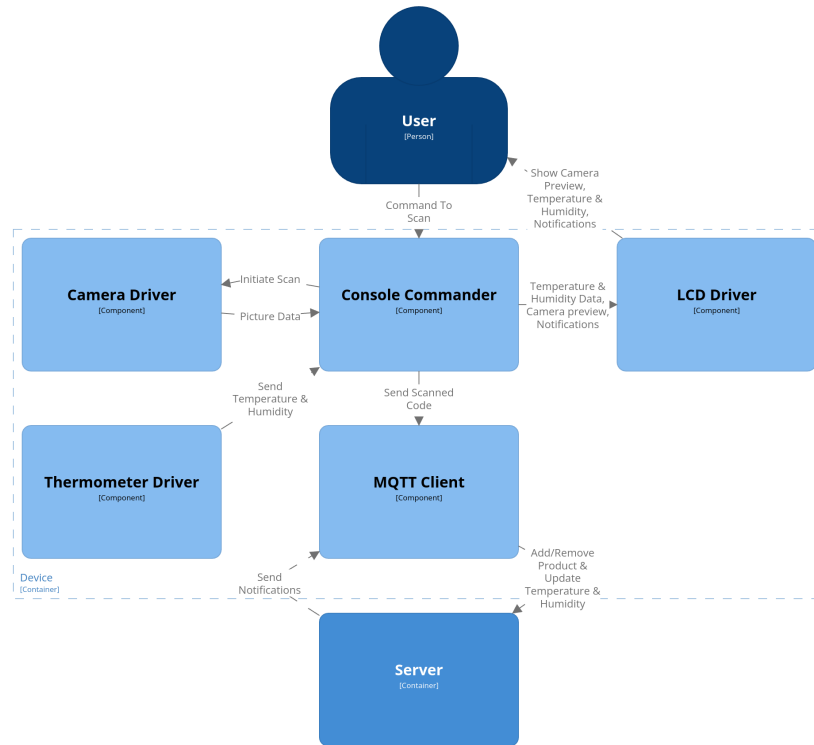 User
[Person]
Show Camera
Preview,
Temperature &
Humidity,
Notifications
Command To
Scan
Camera Driver
[Component]
Initiate Scan
Picture Data
Console Commander
[Component]
Temperature &
Humidity Data,
Camera preview,
Notifications
LCD Driver
[Component]
Send
Temperature &
Humidity
Send Scanned
Code
Thermometer Driver
[Component]
MQTT Client
[Component]
Device
[Container]
Send
Notifications
Add/Remove
Product &
Update
Temperature &
Humidity
Server
[Container]